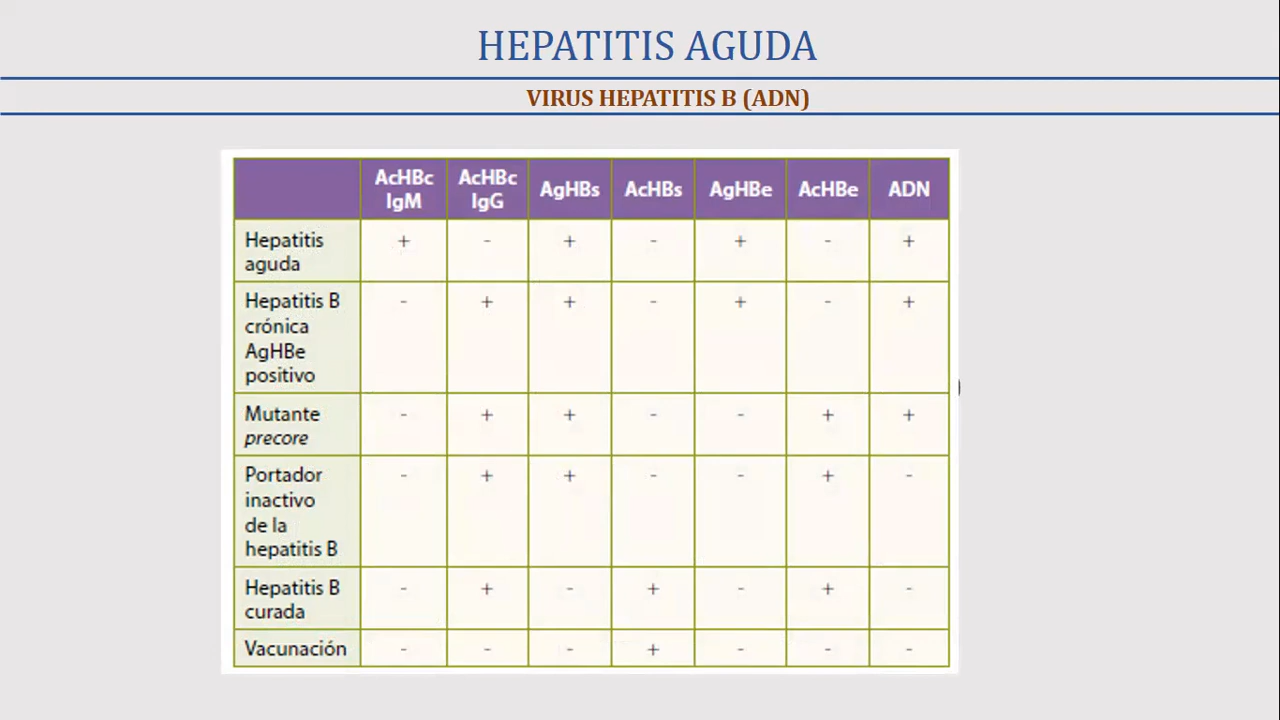 HEPATITIS AGUDA
VIRUS HEPATITIS B (ADN)
AcHBc IgM AcHBc IgG AgHBs AcHBs AgHBe AcHBe ADN
Hepatitis aguda + - + - + - +
Hepatitis B crónica AgHBe positivo - + + - + - +
Mutante precore - + + - - + +
Portador inactivo de la hepatitis B - + + - - + -
Hepatitis B curada - + - + - + -
Vacunación - - - + - - -